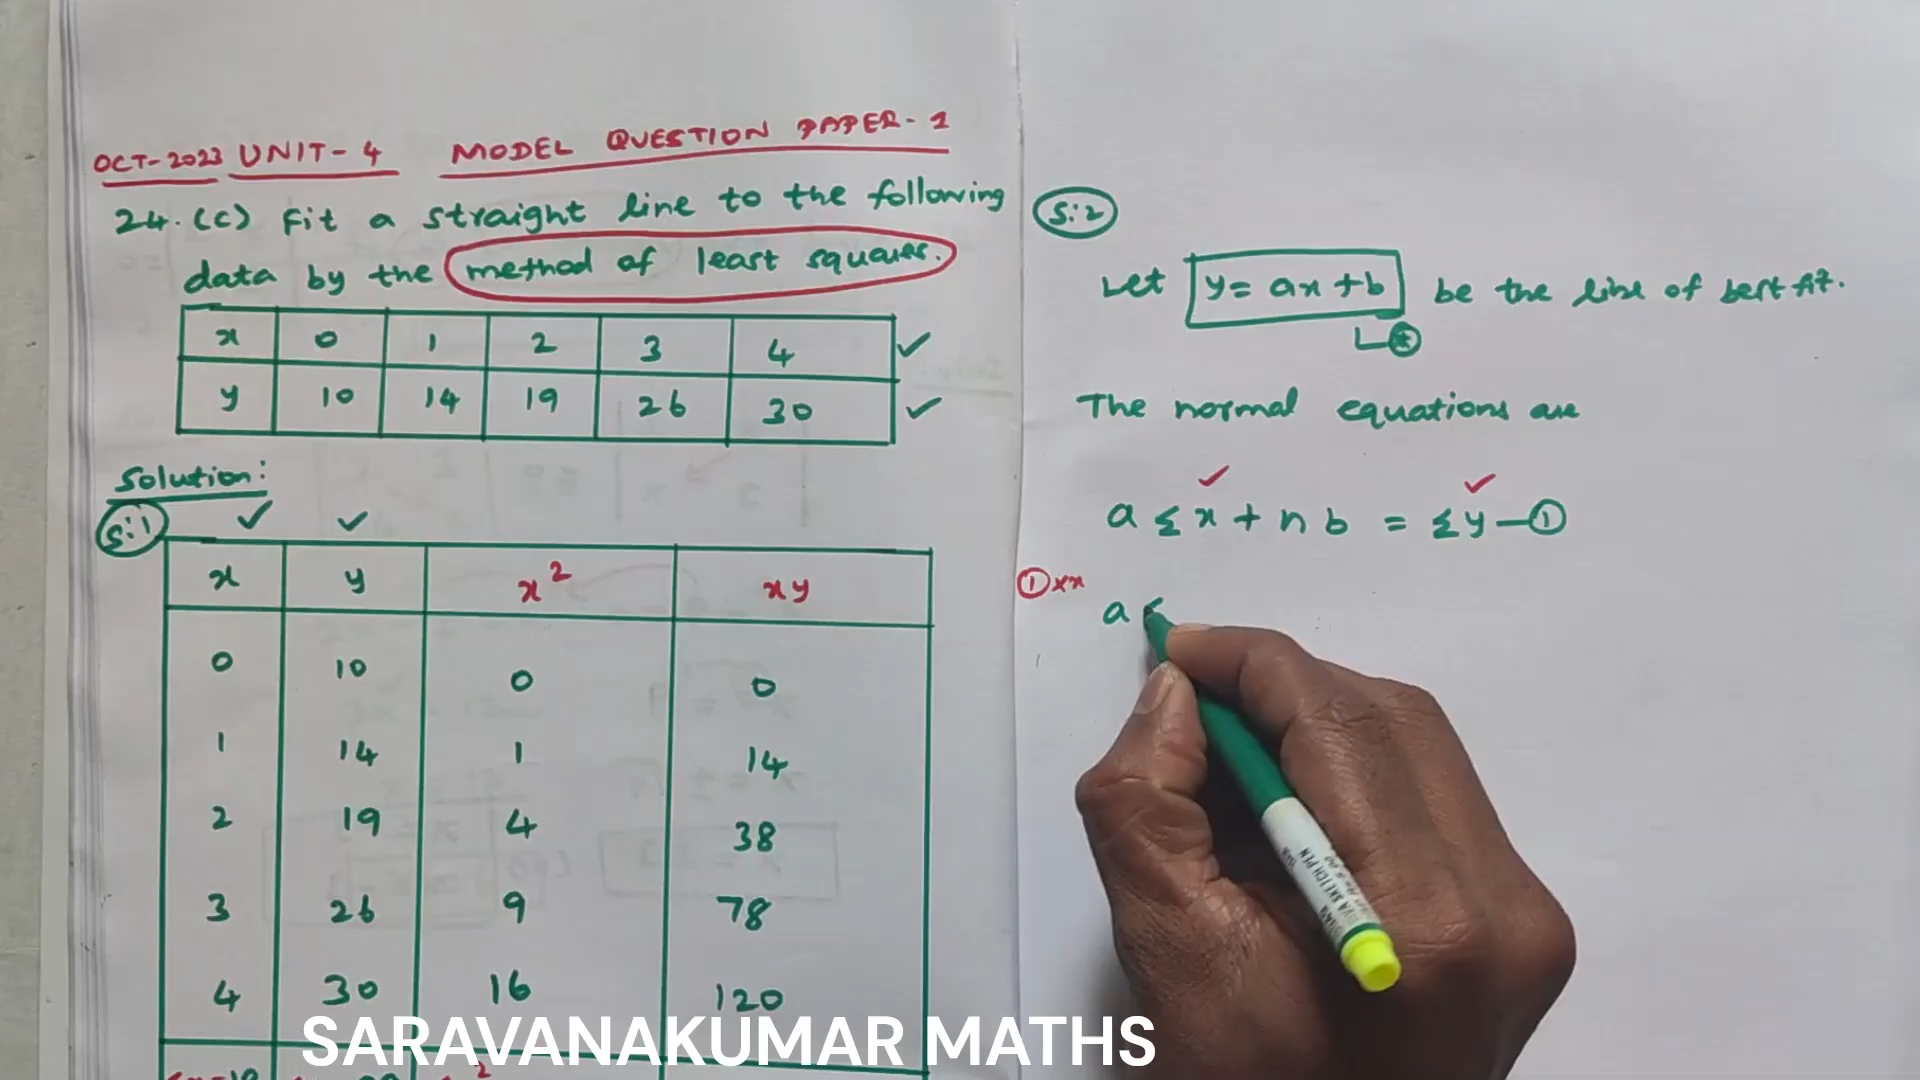 OCT-2023 UNIT-4 MODEL QUESTION PAPER-1
24.(c) Fit a straight line to the following
data by the method of least squares.
x 0 1 2 3 4
y 10 14 19 26 30
Solution:
S:1
x y x² xy
0 10 0 0
1 14 1 14
2 19 4 38
3 26 9 78
4 30 16 120
S:2
Let y = ax + b be the line of best fit.
The normal equations are
a Σx + nb = Σy — ①
①×x
a Σ
SARAVANAKUMAR MATHS